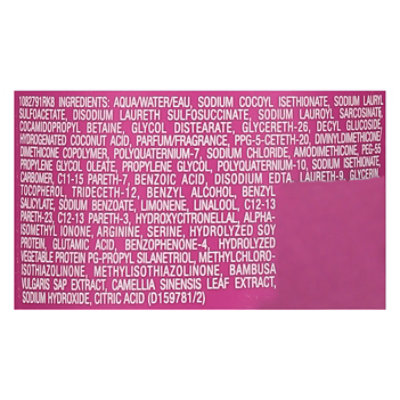 1082791RK8 INGREDIENTS: AQUA/WATER/EAU, SODIUM COCOYL ISETHIONATE, SODIUM LAURYL
SULFOACETATE, DISODIUM LAURETH SULFOSUCCINATE, SODIUM LAUROYL SARCOSINATE,
COCAMIDOPROPYL BETAINE, GLYCOL DISTEARATE, GLYCERETH-26, DECYL GLUCOSIDE,
HYDROGENATED COCONUT ACID, PARFUM/FRAGRANCE, PPG-5-CETETH-20, DIVINYLDIMETHICONE/
DIMETHICONE COPOLYMER, POLYQUATERNIUM-7, SODIUM CHLORIDE, AMODIMETHICONE, PEG-55
PROPYLENE GLYCOL OLEATE, PROPYLENE GLYCOL, POLYQUATERNIUM-10, SODIUM ISETHIONATE,
CARBOMER, C11-15 PARETH-7, BENZOIC ACID, DISODIUM EDTA, LAURETH-9, GLYCERIN,
TOCOPHEROL, TRIDECETH-12, BENZYL ALCOHOL, BENZYL
SALICYLATE, SODIUM BENZOATE, LIMONENE, LINALOOL, C12-13
PARETH-23, C12-13 PARETH-3, HYDROXYCITRONELLAL, ALPHA-
ISOMETHYL IONONE, ARGININE, SERINE, HYDROLYZED SOY
PROTEIN, GLUTAMIC ACID, BENZOPHENONE-4, HYDROLYZED
VEGETABLE PROTEIN PG-PROPYL SILANETRIOL, METHYLCHLORO-
ISOTHIAZOLINONE, METHYLISOTHIAZOLINONE, BAMBUSA
VULGARIS SAP EXTRACT, CAMELLIA SINENSIS LEAF EXTRACT,
SODIUM HYDROXIDE, CITRIC ACID (D159781/2)